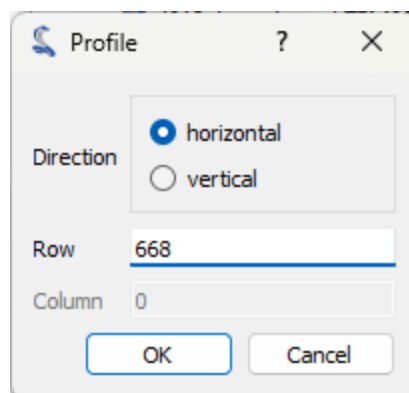 Profile ?
Direction
horizontal
vertical
Row 668
Column 0
OK Cancel